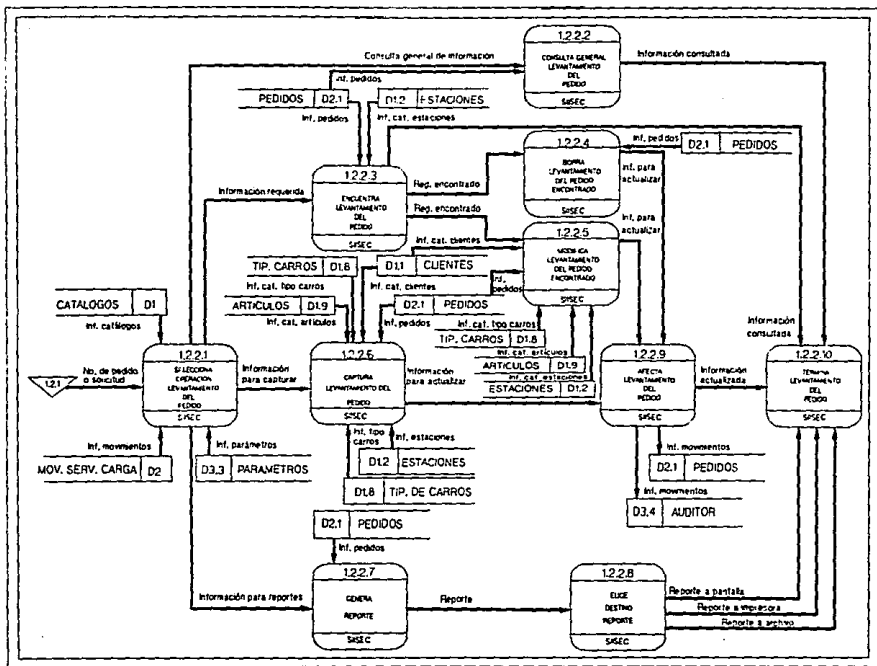 1.2.2.2
CONSULTA GENERAL
LEVANTAMIENTO
DEL
PEDIDO
SIISEC
Consulta general de información
Información consultada
Inf. pedidos
PEDIDOS D2.1
D1.2 ESTACIONES
Inf. pedidos
Inf. cat. estaciones
1.2.2.4
BORRA
LEVANTAMIENTO
DEL PEDIDO
ENCONTRADO
SIISEC
Inf. pedidos
D2.1 PEDIDOS
Inf. para
actualizar
1.2.2.3
ENCUENTRA
LEVANTAMIENTO
DEL
PEDIDO
SIISEC
Información requerida
Reg. encontrado
Reg. encontrado
Inf. para
actualizar
1.2.2.5
MODIFICA
LEVANTAMIENTO
DEL PEDIDO
ENCONTRADO
SIISEC
Inf. cat. clientes
TIP. CARROS D1.8
D1.1 CLIENTES
Inf. cat. tipo carros
Inf. cat. clientes
Inf. pedidos
ARTICULOS D1.9
D2.1 PEDIDOS
Inf. cat. artículos
Inf. pedidos
CATALOGOS D1
Inf. catálogos
Inf. cat. tipo carros
TIP. CARROS D1.8
Inf. cat. artículos
ARTICULOS D1.9
Inf. cat. estaciones
ESTACIONES D1.2
Información
consultada
1.2.1
No. de pedido
o solicitud
1.2.2.1
SELECCIONA
OPERACION
LEVANTAMIENTO
DEL
PEDIDO
SIISEC
Información
para capturar
1.2.2.6
CAPTURA
LEVANTAMIENTO
DEL
PEDIDO
SIISEC
Información
para actualizar
1.2.2.9
AFECTA
LEVANTAMIENTO
DEL
PEDIDO
SIISEC
Información
actualizada
1.2.2.10
TERMINA
LEVANTAMIENTO
DEL
PEDIDO
SIISEC
Inf. movimientos
MOV. SERV. CARGA D2
Inf. parámetros
D3.3 PARAMETROS
Inf. tipo
carros
Inf. estaciones
D1.2 ESTACIONES
D1.8 TIP. DE CARROS
Inf. movimientos
D2.1 PEDIDOS
Inf. movimientos
D3.4 AUDITOR
D2.1 PEDIDOS
Inf. pedidos
1.2.2.7
GENERA
REPORTE
SIISEC
Información para reportes
Reporte
1.2.2.8
ELIGE
DESTINO
REPORTE
SIISEC
Reporte a pantalla
Reporte a impresora
Reporte a archivo